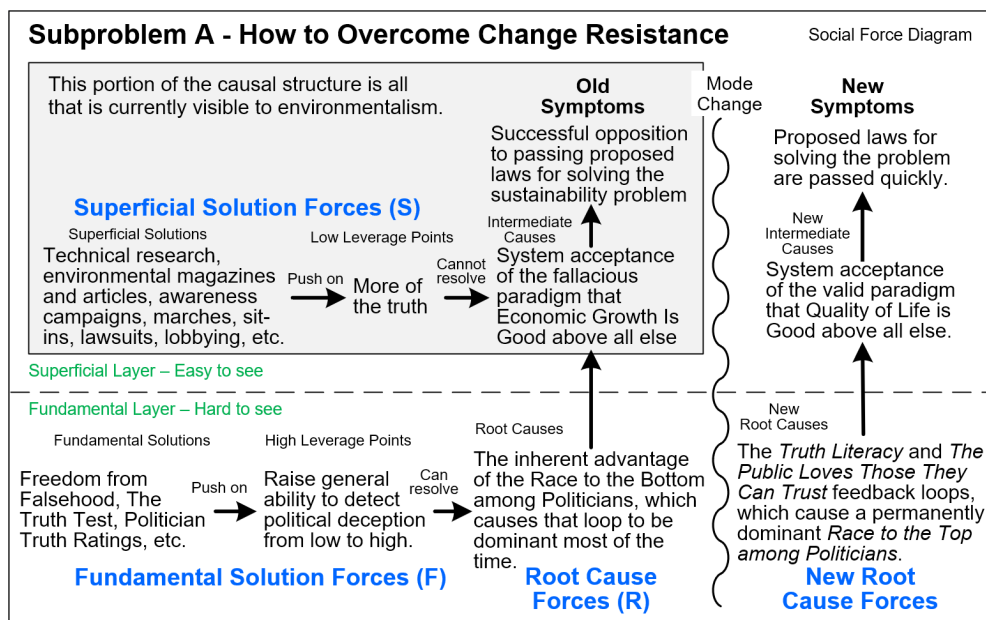 Subproblem A - How to Overcome Change Resistance
Social Force Diagram
This portion of the causal structure is all
that is currently visible to environmentalism.
Old
Symptoms
Successful opposition
to passing proposed
laws for solving the
sustainability problem
Superficial Solution Forces (S)
Superficial Solutions
Technical research,
environmental magazines
and articles, awareness
campaigns, marches, sit-
ins, lawsuits, lobbying, etc.
Push on
Low Leverage Points
More of
the truth
Cannot
resolve
Intermediate
Causes
System acceptance
of the fallacious
paradigm that
Economic Growth Is
Good above all else
Superficial Layer – Easy to see
Mode
Change
New
Symptoms
Proposed laws for
solving the problem
are passed quickly.
New
Intermediate
Causes
System acceptance
of the valid paradigm
that Quality of Life is
Good above all else.
Fundamental Layer – Hard to see
Fundamental Solutions
Freedom from
Falsehood, The
Truth Test, Politician
Truth Ratings, etc.
Push on
High Leverage Points
Raise general
ability to detect
political deception
from low to high.
Can
resolve
Root Causes
The inherent advantage
of the Race to the Bottom
among Politicians, which
causes that loop to be
dominant most of the
time.
Fundamental Solution Forces (F)
Root Cause
Forces (R)
New
Root Causes
The Truth Literacy and The
Public Loves Those They
Can Trust feedback loops,
which cause a permanently
dominant Race to the Top
among Politicians.
New Root
Cause Forces